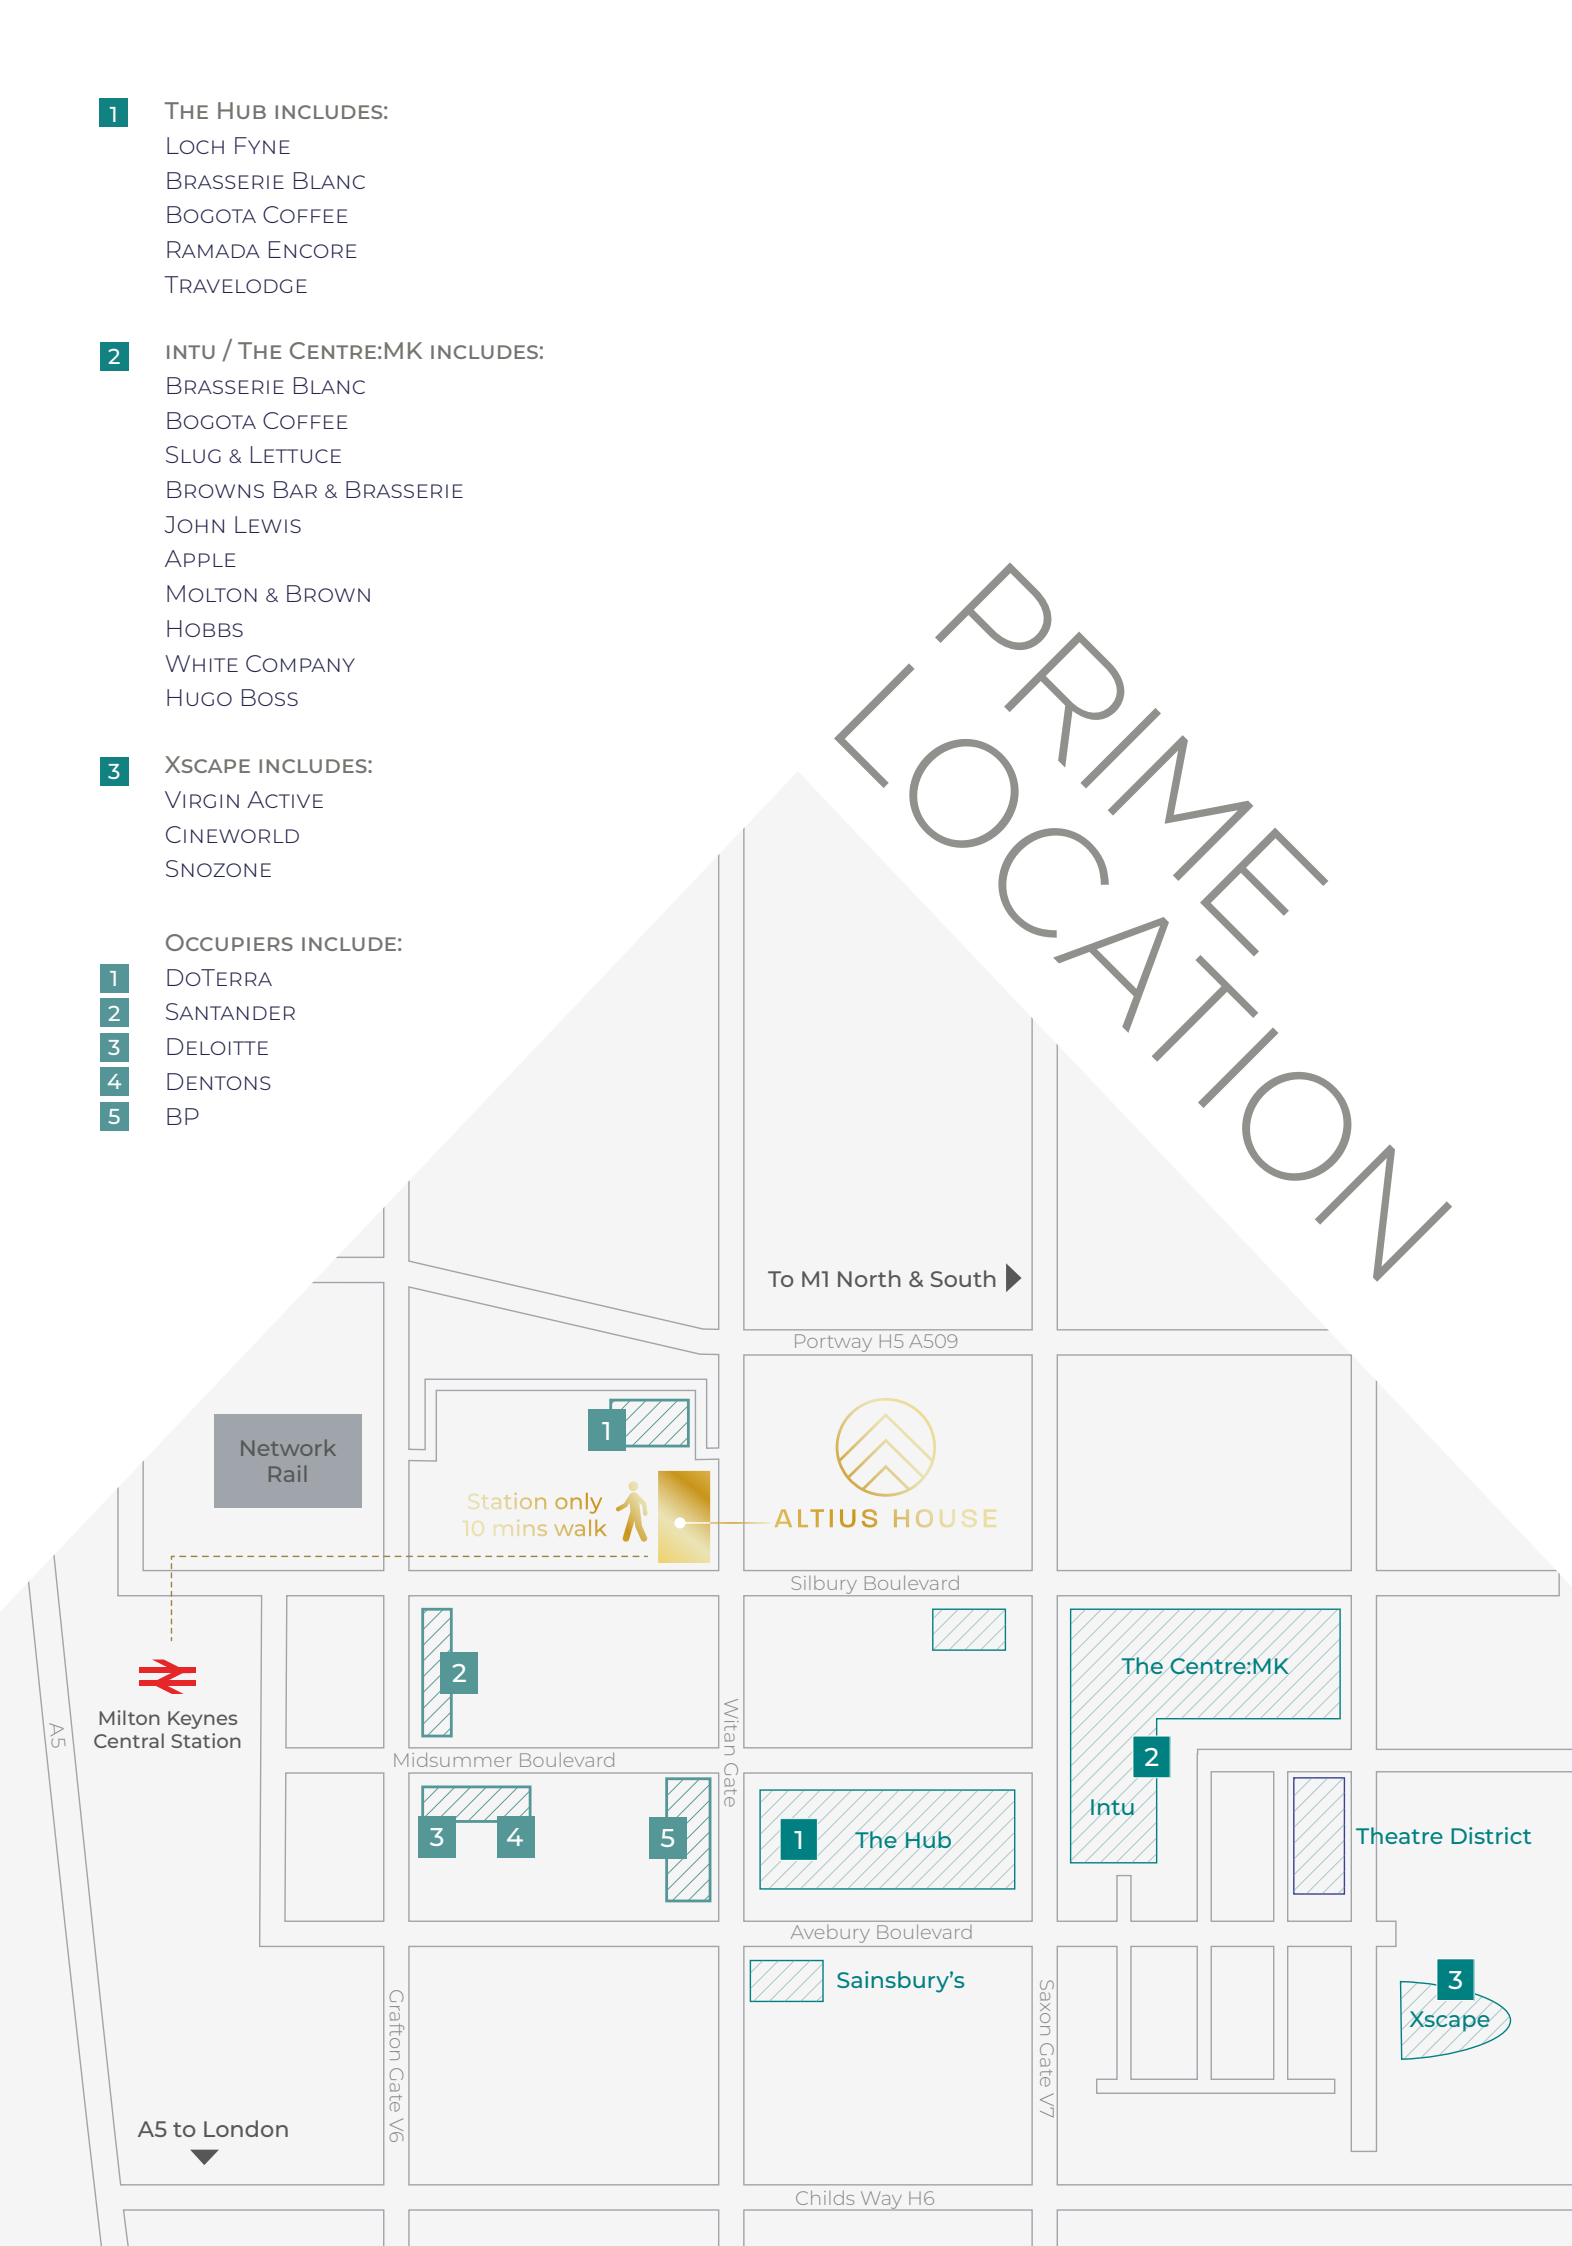 1 The Hub includes:
Loch Fyne
Brasserie Blanc
Bogota Coffee
Ramada Encore
Travelodge
2 intu / The Centre:MK includes:
Brasserie Blanc
Bogota Coffee
Slug & Lettuce
Browns Bar & Brasserie
John Lewis
Apple
Molton & Brown
Hobbs
White Company
Hugo Boss
3 Xscape includes:
Virgin Active
Cineworld
Snozone
Occupiers include:
1 DoTerra
2 Santander
3 Deloitte
4 Dentons
5 BP
PRIME
LOCATION
To M1 North & South
Portway H5 A509
Network
Rail
1
Station only
10 mins walk
ALTIUS HOUSE
Silbury Boulevard
Milton Keynes
Central Station
A5
2
Midsummer Boulevard
Witan Gate
The Centre:MK
2
Intu
3
4
5
1
The Hub
Theatre District
Avebury Boulevard
Sainsbury's
3
Xscape
Grafton Gate V6
Saxon Gate V7
A5 to London
Childs Way H6